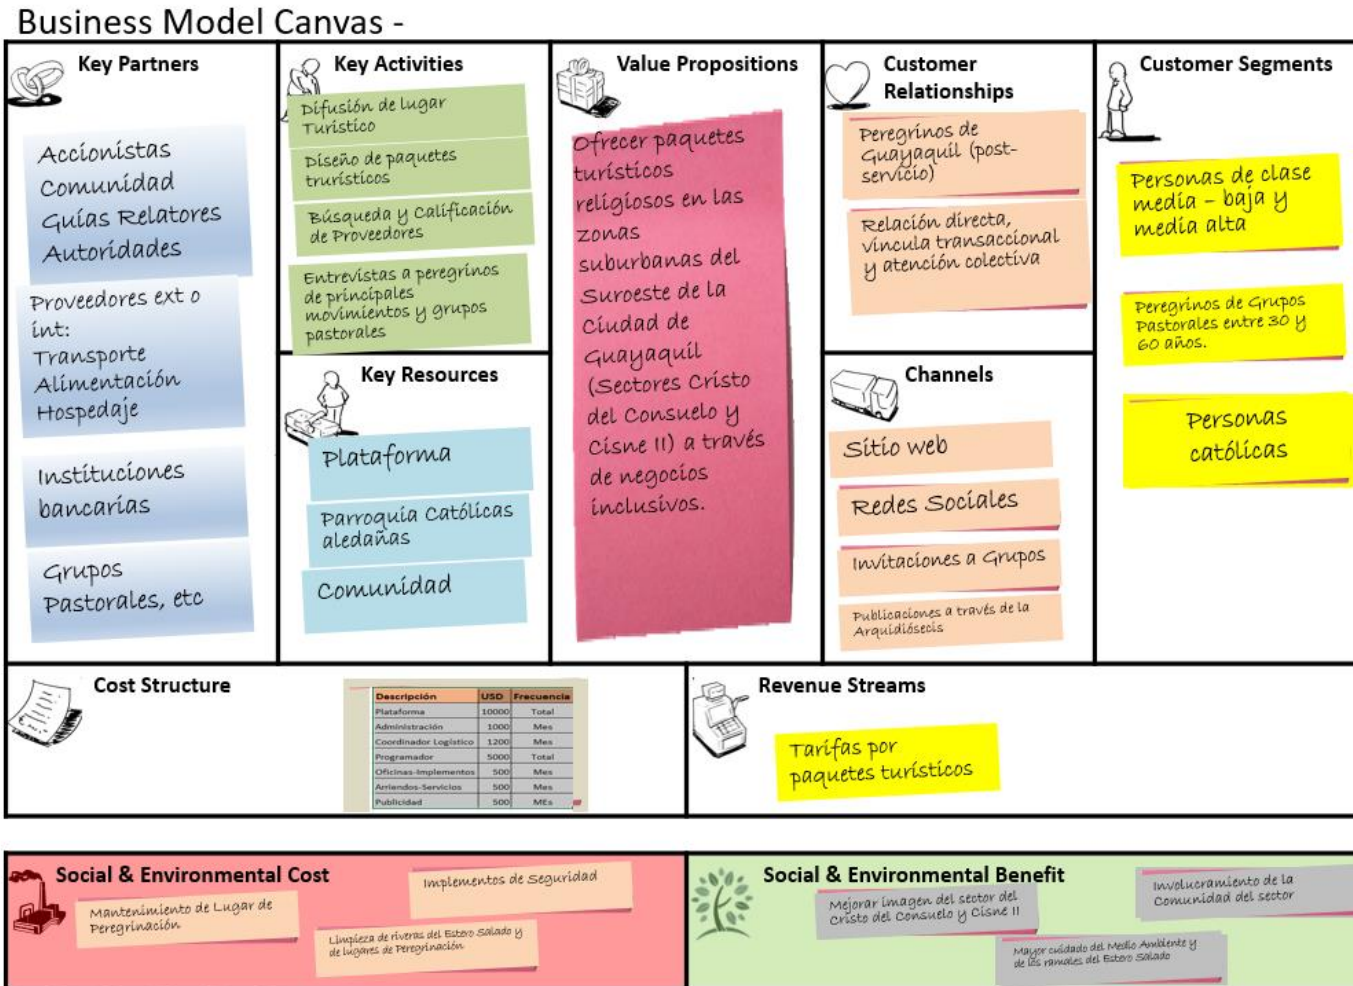 Business Model Canvas -
Key Partners
Accionistas
Comunidad
Guías Relatores
Autoridades
Proveedores ext o
int:
Transporte
Alimentación
Hospedaje
Instituciones
bancarias
Grupos
Pastorales, etc
Key Activities
Difusión de lugar
Turístico
Diseño de paquetes
trurísticos
Búsqueda y Calificación
de Proveedores
Entrevistas a peregrinos
de principales
movimientos y grupos
pastorales
Key Resources
Plataforma
Parroquia Católicas
aledañas
Comunidad
Value Propositions
Ofrecer paquetes
turísticos
religiosos en las
zonas
suburbanas del
Suroeste de la
Ciudad de
Guayaquil
(Sectores Cristo
del Consuelo y
Cisne II) a través
de negocios
inclusivos.
Customer
Relationships
Peregrinos de
Guayaquil (post-
servicio)
Relación directa,
vincula transaccional
y atención colectiva
Channels
Sitio web
Redes Sociales
Invitaciones a Grupos
Publicaciones a través de la
Arquidiósecis
Customer Segments
Personas de clase
media – baja y
media alta
Peregrinos de Grupos
Pastorales entre 30 y
60 años.
Personas
católicas
Cost Structure
Descripción USD Frecuencia
Plataforma 10000 Total
Administración 1000 Mes
Coordinador Logístico 1200 Mes
Programador 5000 Total
Oficinas-Implementos 500 Mes
Arriendos-Servicios 500 Mes
Publicidad 500 MEs
Revenue Streams
Tarifas por
paquetes turísticos
Social & Environmental Cost
Implementos de Seguridad
Mantenimiento de Lugar de
Peregrinación
Limpieza de riveras del Estero Salado y
de lugares de Peregrinación
Social & Environmental Benefit
Mejorar imagen del sector del
Cristo del Consuelo y Cisne II
Involucramiento de la
Comunidad del sector
Mayor cuidado del Medio Ambiente y
de los ramales del Estero Salado